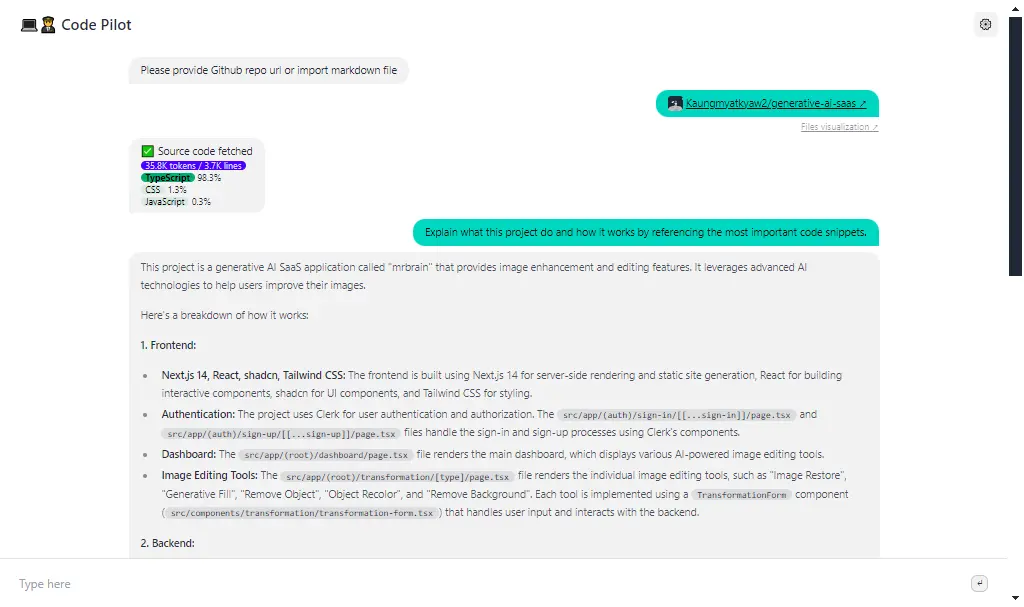 Code Pilot
Please provide Github repo url or import markdown file
Kaungmyatkyaw2/generative-ai-saas ↗
Files visualization ↗
✅ Source code fetched
35.8K tokens / 3.7K lines
TypeScript 98.3%
CSS 1.3%
JavaScript 0.3%
Explain what this project do and how it works by referencing the most important code snippets.
This project is a generative AI SaaS application called "mrbrain" that provides image enhancement and editing features. It leverages advanced AI
technologies to help users improve their images.
Here's a breakdown of how it works:
1. Frontend:
• Next.js 14, React, shadcn, Tailwind CSS: The frontend is built using Next.js 14 for server-side rendering and static site generation, React for building
interactive components, shadcn for UI components, and Tailwind CSS for styling.
• Authentication: The project uses Clerk for user authentication and authorization. The src/app/(auth)/sign-in/[[...sign-in]]/page.tsx and
src/app/(auth)/sign-up/[[...sign-up]]/page.tsx files handle the sign-in and sign-up processes using Clerk's components.
• Dashboard: The src/app/(root)/dashboard/page.tsx file renders the main dashboard, which displays various AI-powered image editing tools.
• Image Editing Tools: The src/app/(root)/transformation/[type]/page.tsx file renders the individual image editing tools, such as "Image Restore",
"Generative Fill", "Remove Object", "Object Recolor", and "Remove Background". Each tool is implemented using a TransformationForm component
(src/components/transformation/transformation-form.tsx) that handles user input and interacts with the backend.
2. Backend:
Type here